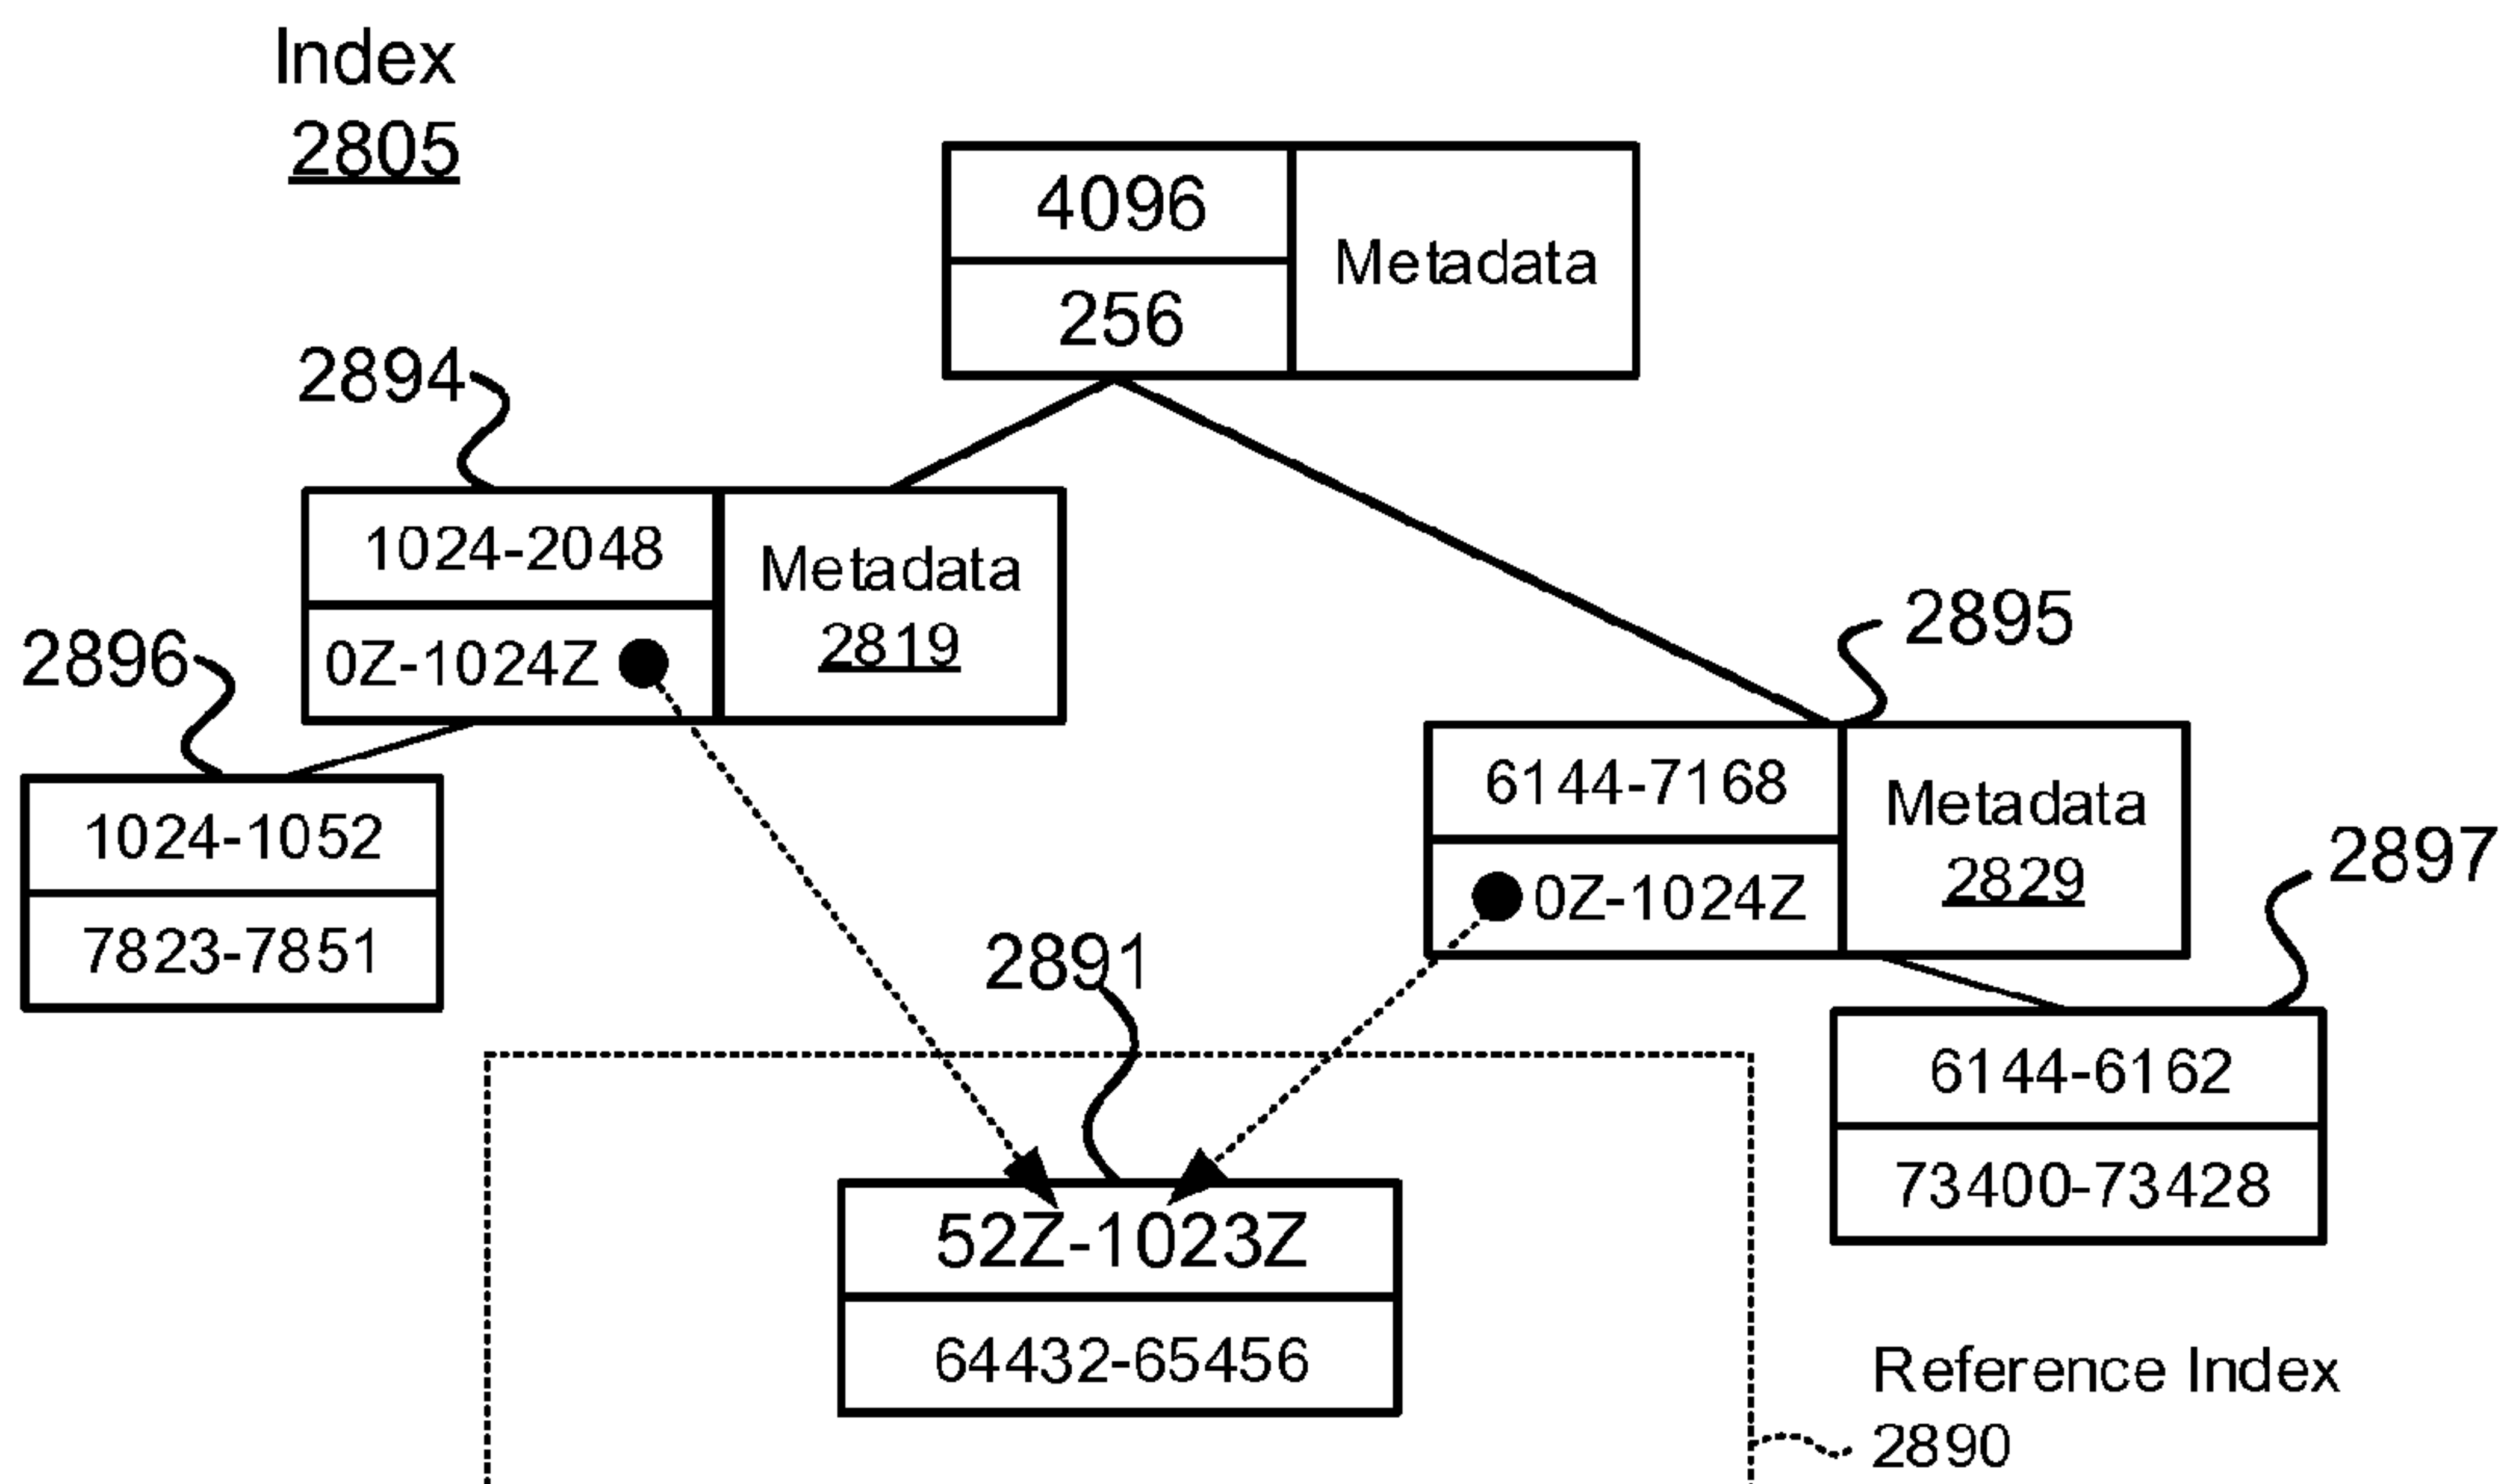 Index
2805
4096
256
Metadata
2894
1024-2048
0Z-1024Z
Metadata
2819
2896
1024-1052
7823-7851
2895
6144-7168
0Z-1024Z
Metadata
2829
2897
6144-6162
73400-73428
2891
52Z-1023Z
64432-65456
Reference Index
2890